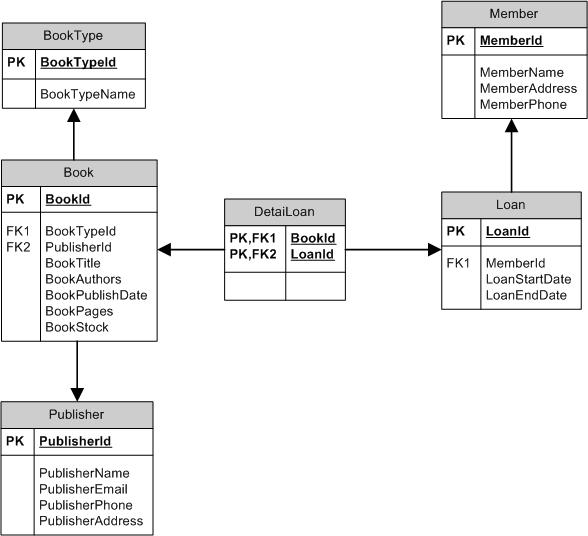 BookType
PK BookTypeId
BookTypeName
Member
PK MemberId
MemberName
MemberAddress
MemberPhone
Book
PK BookId
FK1 BookTypeId
FK2 PublisherId
BookTitle
BookAuthors
BookPublishDate
BookPages
BookStock
DetaiLoan
PK,FK1 BookId
PK,FK2 LoanId
Loan
PK LoanId
FK1 MemberId
LoanStartDate
LoanEndDate
Publisher
PK PublisherId
PublisherName
PublisherEmail
PublisherPhone
PublisherAddress